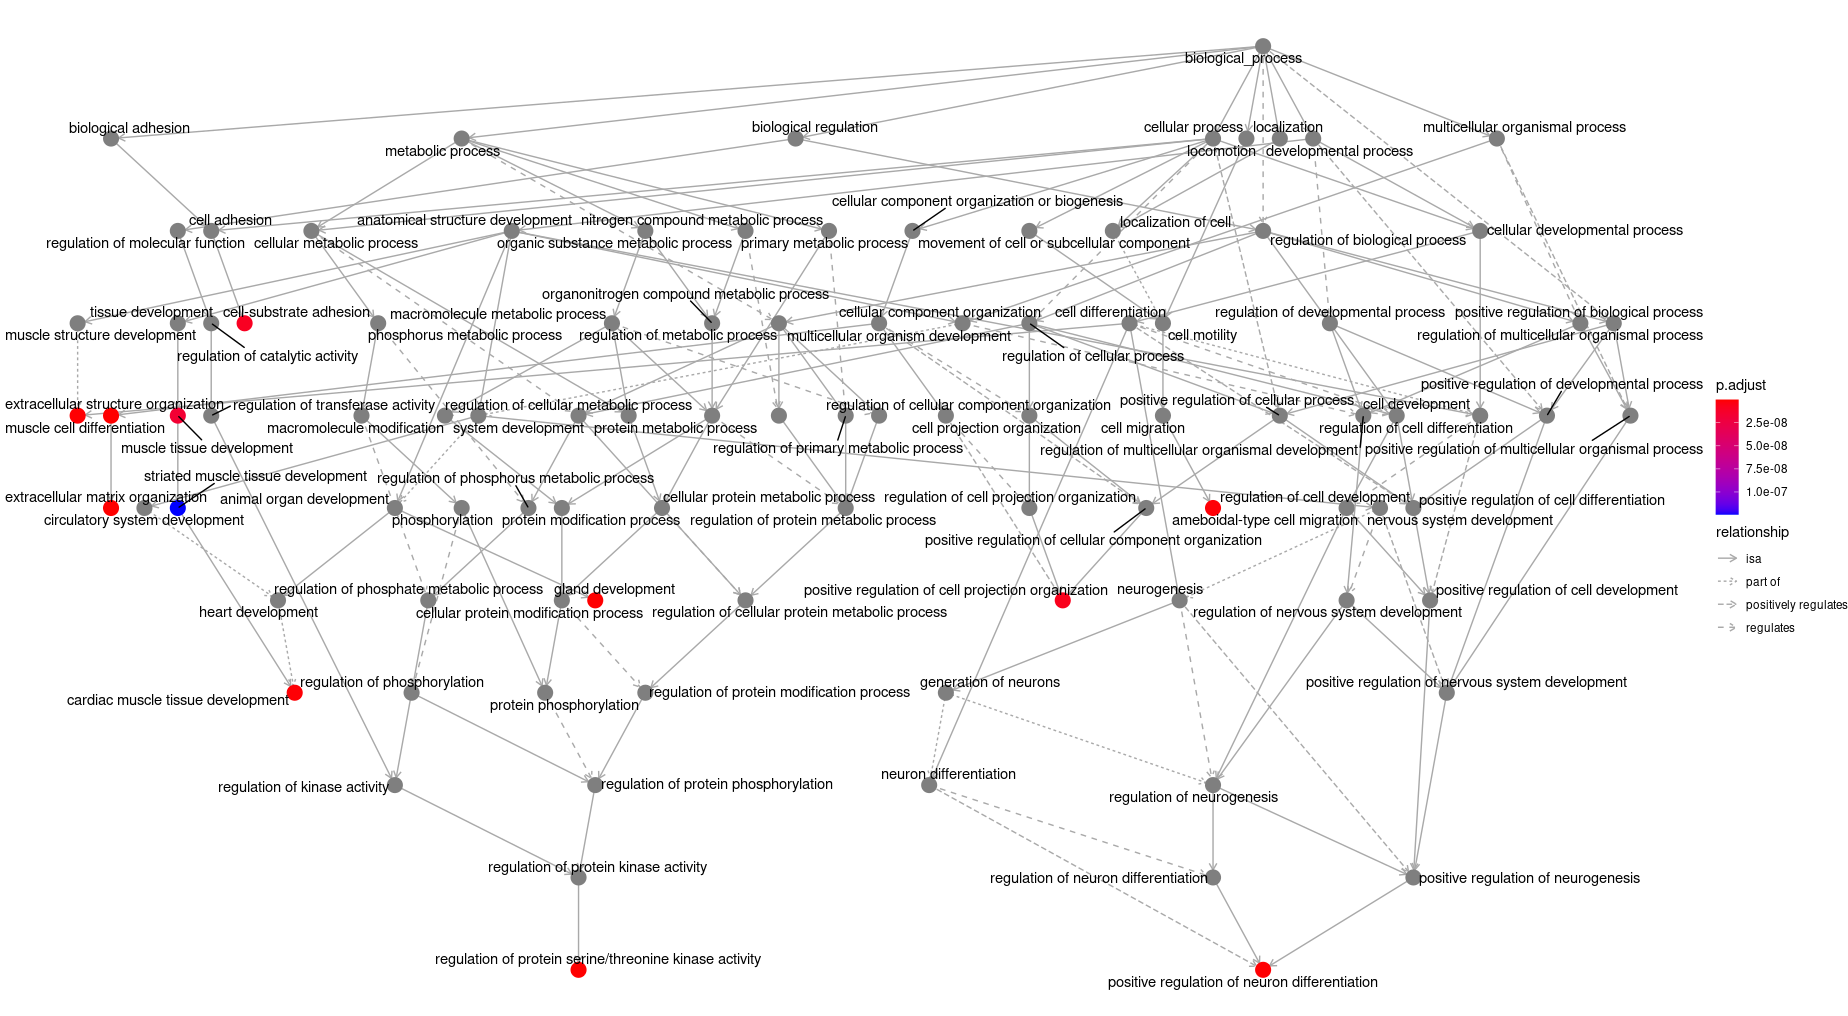 biological_process
biological adhesion
metabolic process
biological regulation
cellular process
localization
locomotion
developmental process
multicellular organismal process
cell adhesion
regulation of molecular function
cellular metabolic process
anatomical structure development
nitrogen compound metabolic process
organic substance metabolic process
primary metabolic process
cellular component organization or biogenesis
movement of cell or subcellular component
localization of cell
regulation of biological process
cellular developmental process
tissue development
muscle structure development
cell-substrate adhesion
regulation of catalytic activity
macromolecule metabolic process
phosphorus metabolic process
organonitrogen compound metabolic process
regulation of metabolic process
multicellular organism development
cellular component organization
cell differentiation
regulation of cellular process
cell motility
regulation of developmental process
positive regulation of biological process
regulation of multicellular organismal process
extracellular structure organization
muscle cell differentiation
muscle tissue development
regulation of transferase activity
macromolecule modification
regulation of cellular metabolic process
system development
protein metabolic process
regulation of primary metabolic process
regulation of cellular component organization
cell projection organization
cell migration
positive regulation of cellular process
regulation of multicellular organismal development
cell development
regulation of cell differentiation
positive regulation of developmental process
positive regulation of multicellular organismal process
striated muscle tissue development
extracellular matrix organization
circulatory system development
animal organ development
regulation of phosphorus metabolic process
phosphorylation
protein modification process
cellular protein metabolic process
regulation of protein metabolic process
regulation of cell projection organization
positive regulation of cellular component organization
regulation of cell development
ameboidal-type cell migration
nervous system development
positive regulation of cell differentiation
regulation of phosphate metabolic process
heart development
gland development
cellular protein modification process
regulation of cellular protein metabolic process
positive regulation of cell projection organization
neurogenesis
regulation of nervous system development
positive regulation of cell development
cardiac muscle tissue development
regulation of phosphorylation
protein phosphorylation
regulation of protein modification process
generation of neurons
positive regulation of nervous system development
regulation of kinase activity
regulation of protein phosphorylation
neuron differentiation
regulation of neurogenesis
regulation of protein kinase activity
regulation of neuron differentiation
positive regulation of neurogenesis
regulation of protein serine/threonine kinase activity
positive regulation of neuron differentiation
p.adjust
2.5e-08
5.0e-08
7.5e-08
1.0e-07
relationship
isa
part of
positively regulates
regulates